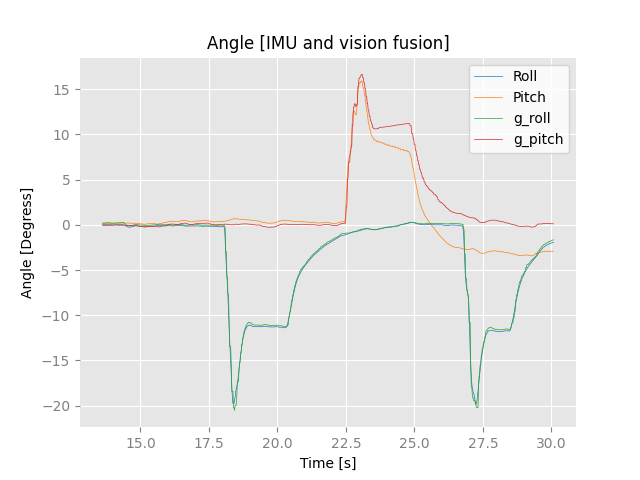 Angle [IMU and vision fusion]
Roll
Pitch
g_roll
g_pitch
15
10
5
0
−5
−10
−15
−20
Angle [Degress]
15.0 17.5 20.0 22.5 25.0 27.5 30.0
Time [s]